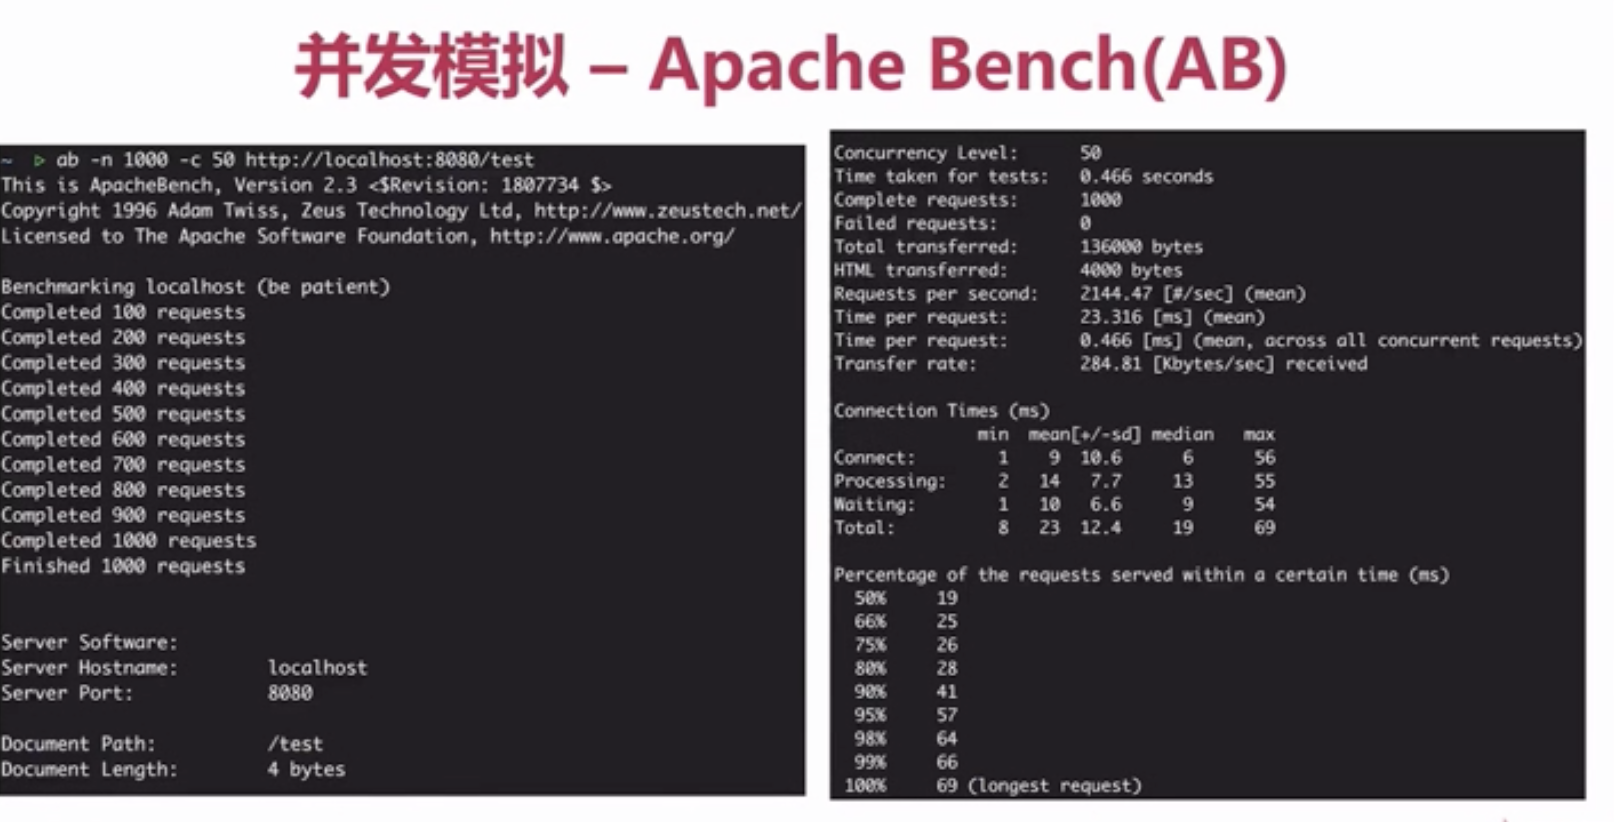 并发模拟 – Apache Bench(AB)
~ ▷ ab -n 1000 -c 50 http://localhost:8080/test
This is ApacheBench, Version 2.3 <$Revision: 1807734 $>
Copyright 1996 Adam Twiss, Zeus Technology Ltd, http://www.zeustech.net/
Licensed to The Apache Software Foundation, http://www.apache.org/
Benchmarking localhost (be patient)
Completed 100 requests
Completed 200 requests
Completed 300 requests
Completed 400 requests
Completed 500 requests
Completed 600 requests
Completed 700 requests
Completed 800 requests
Completed 900 requests
Completed 1000 requests
Finished 1000 requests
Server Software:
Server Hostname: localhost
Server Port: 8080
Document Path: /test
Document Length: 4 bytes
Concurrency Level: 50
Time taken for tests: 0.466 seconds
Complete requests: 1000
Failed requests: 0
Total transferred: 136000 bytes
HTML transferred: 4000 bytes
Requests per second: 2144.47 [#/sec] (mean)
Time per request: 23.316 [ms] (mean)
Time per request: 0.466 [ms] (mean, across all concurrent requests)
Transfer rate: 284.81 [Kbytes/sec] received
Connection Times (ms)
min mean[+/-sd] median max
Connect: 1 9 10.6 6 56
Processing: 2 14 7.7 13 55
Waiting: 1 10 6.6 9 54
Total: 8 23 12.4 19 69
Percentage of the requests served within a certain time (ms)
50% 19
66% 25
75% 26
80% 28
90% 41
95% 57
98% 64
99% 66
100% 69 (longest request)